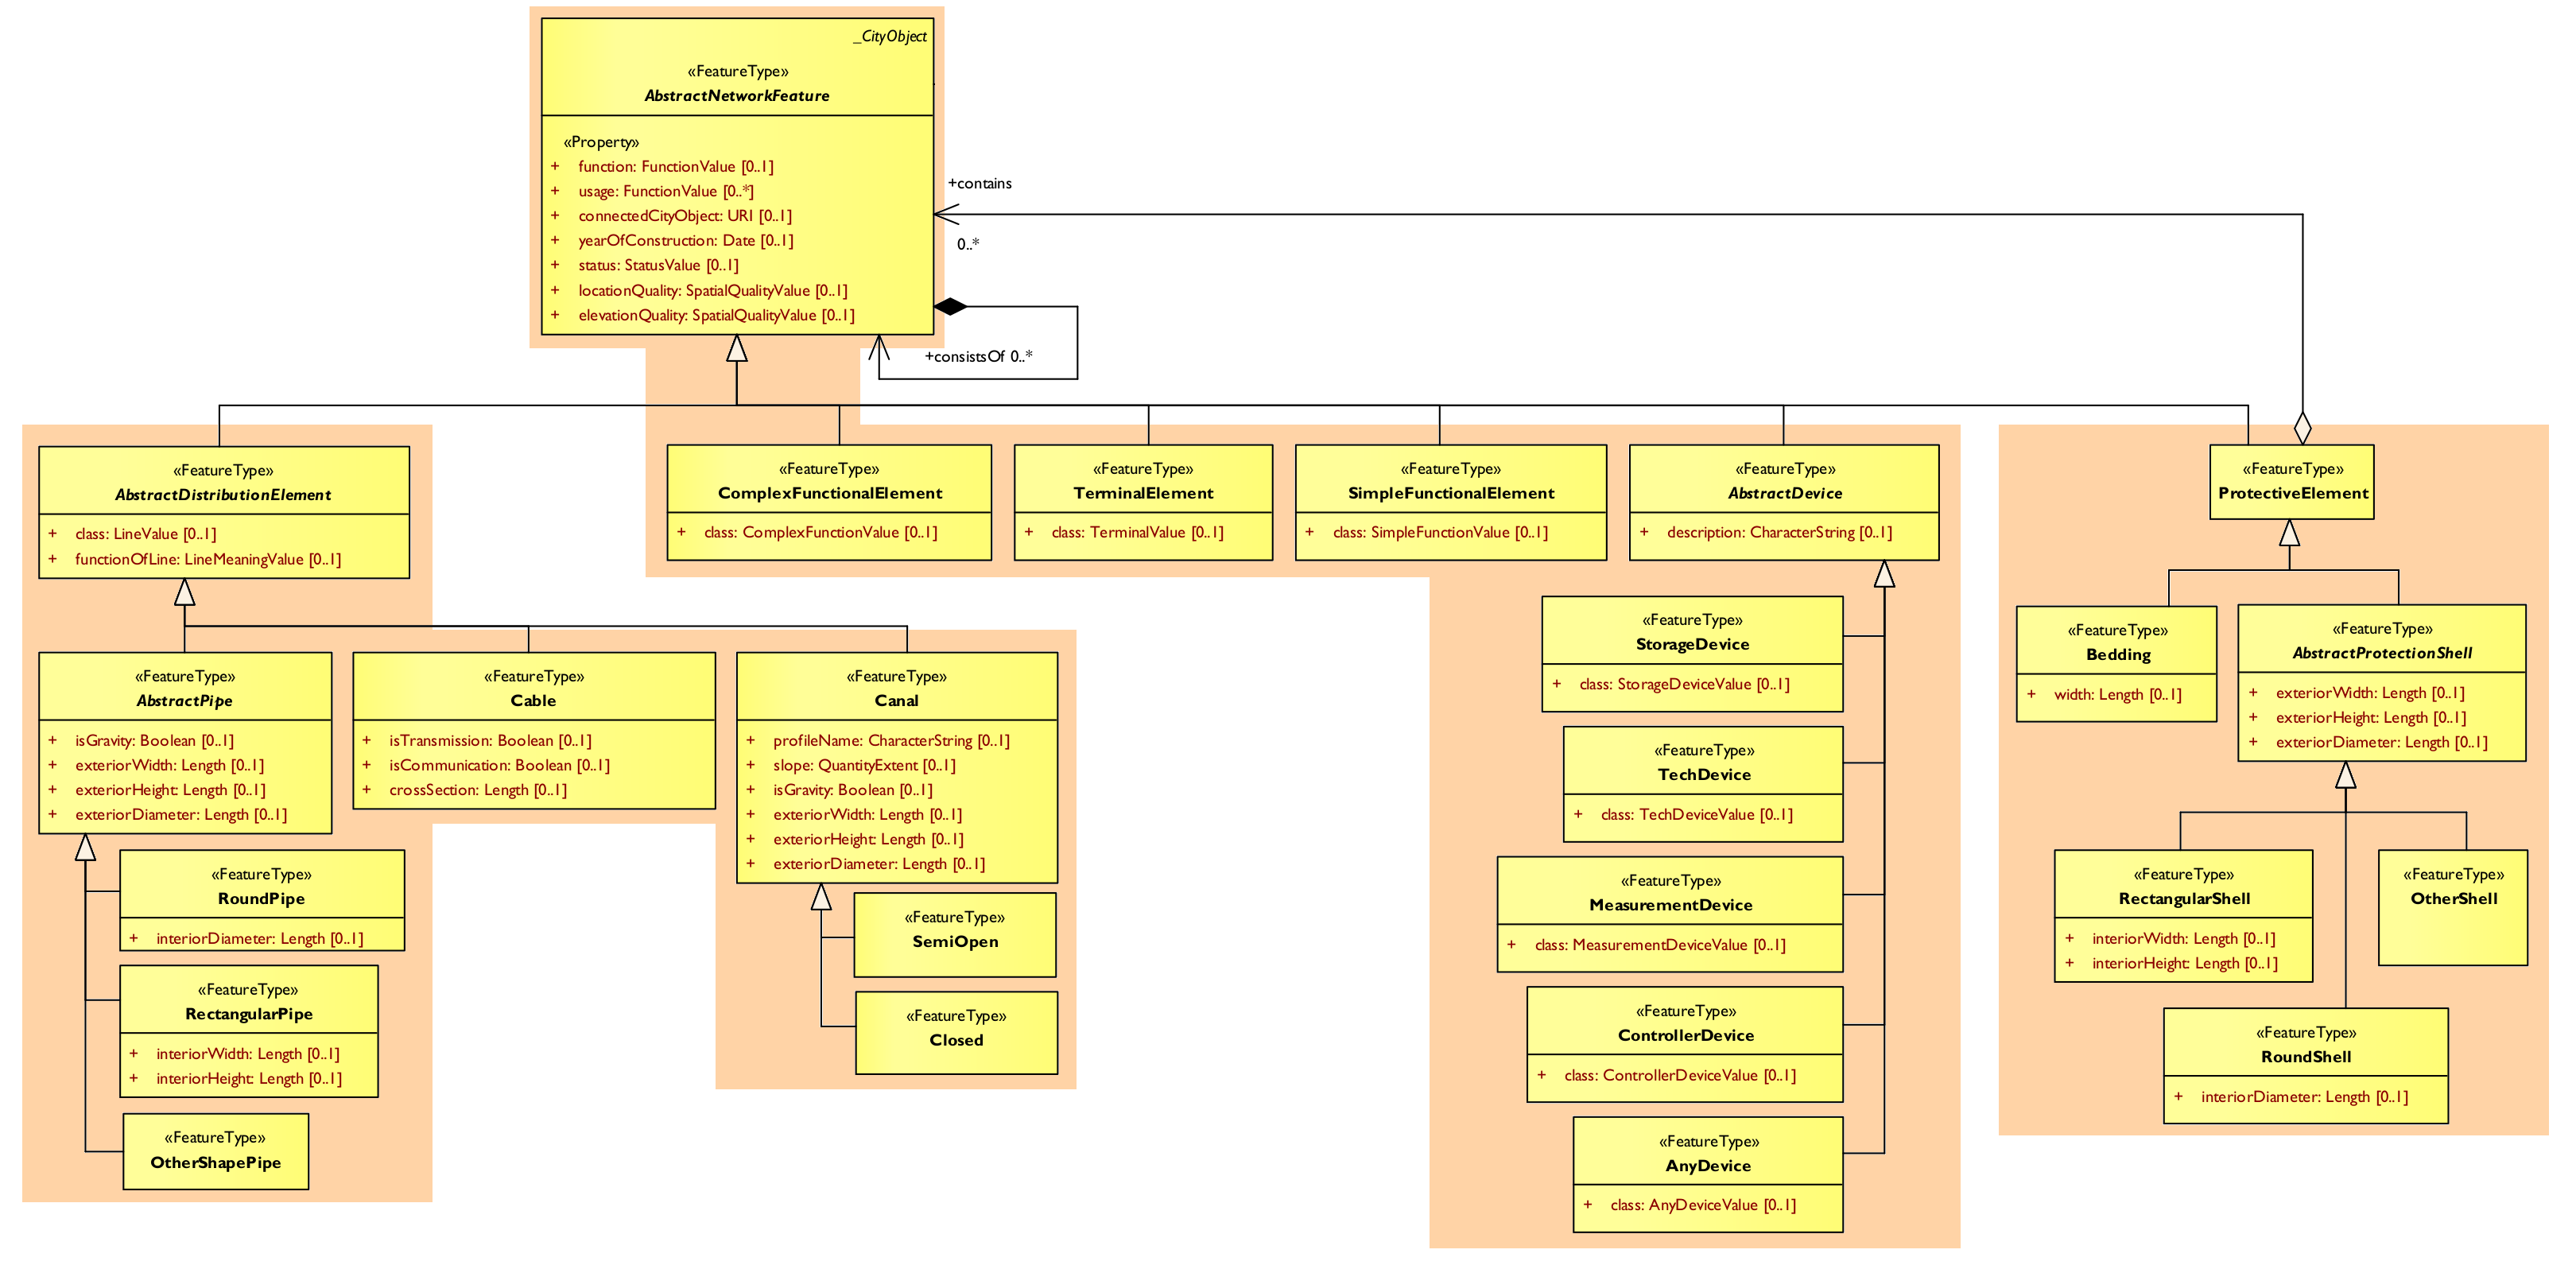 _CityObject
«FeatureType»
AbstractNetworkFeature
«Property»
+ function: FunctionValue [0..1]
+ usage: FunctionValue [0..*]
+ connectedCityObject: URI [0..1]
+ yearOfConstruction: Date [0..1]
+ status: StatusValue [0..1]
+ locationQuality: SpatialQualityValue [0..1]
+ elevationQuality: SpatialQualityValue [0..1]
+contains
0..*
+consistsOf 0..*
«FeatureType»
AbstractDistributionElement
+ class: LineValue [0..1]
+ functionOfLine: LineMeaningValue [0..1]
«FeatureType»
ComplexFunctionalElement
+ class: ComplexFunctionValue [0..1]
«FeatureType»
TerminalElement
+ class: TerminalValue [0..1]
«FeatureType»
SimpleFunctionalElement
+ class: SimpleFunctionValue [0..1]
«FeatureType»
AbstractDevice
+ description: CharacterString [0..1]
«FeatureType»
ProtectiveElement
«FeatureType»
AbstractPipe
+ isGravity: Boolean [0..1]
+ exteriorWidth: Length [0..1]
+ exteriorHeight: Length [0..1]
+ exteriorDiameter: Length [0..1]
«FeatureType»
Cable
+ isTransmission: Boolean [0..1]
+ isCommunication: Boolean [0..1]
+ crossSection: Length [0..1]
«FeatureType»
Canal
+ profileName: CharacterString [0..1]
+ slope: QuantityExtent [0..1]
+ isGravity: Boolean [0..1]
+ exteriorWidth: Length [0..1]
+ exteriorHeight: Length [0..1]
+ exteriorDiameter: Length [0..1]
«FeatureType»
RoundPipe
+ interiorDiameter: Length [0..1]
«FeatureType»
RectangularPipe
+ interiorWidth: Length [0..1]
+ interiorHeight: Length [0..1]
«FeatureType»
OtherShapePipe
«FeatureType»
SemiOpen
«FeatureType»
Closed
«FeatureType»
StorageDevice
+ class: StorageDeviceValue [0..1]
«FeatureType»
TechDevice
+ class: TechDeviceValue [0..1]
«FeatureType»
MeasurementDevice
+ class: MeasurementDeviceValue [0..1]
«FeatureType»
ControllerDevice
+ class: ControllerDeviceValue [0..1]
«FeatureType»
AnyDevice
+ class: AnyDeviceValue [0..1]
«FeatureType»
Bedding
+ width: Length [0..1]
«FeatureType»
AbstractProtectionShell
+ exteriorWidth: Length [0..1]
+ exteriorHeight: Length [0..1]
+ exteriorDiameter: Length [0..1]
«FeatureType»
RectangularShell
+ interiorWidth: Length [0..1]
+ interiorHeight: Length [0..1]
«FeatureType»
OtherShell
«FeatureType»
RoundShell
+ interiorDiameter: Length [0..1]